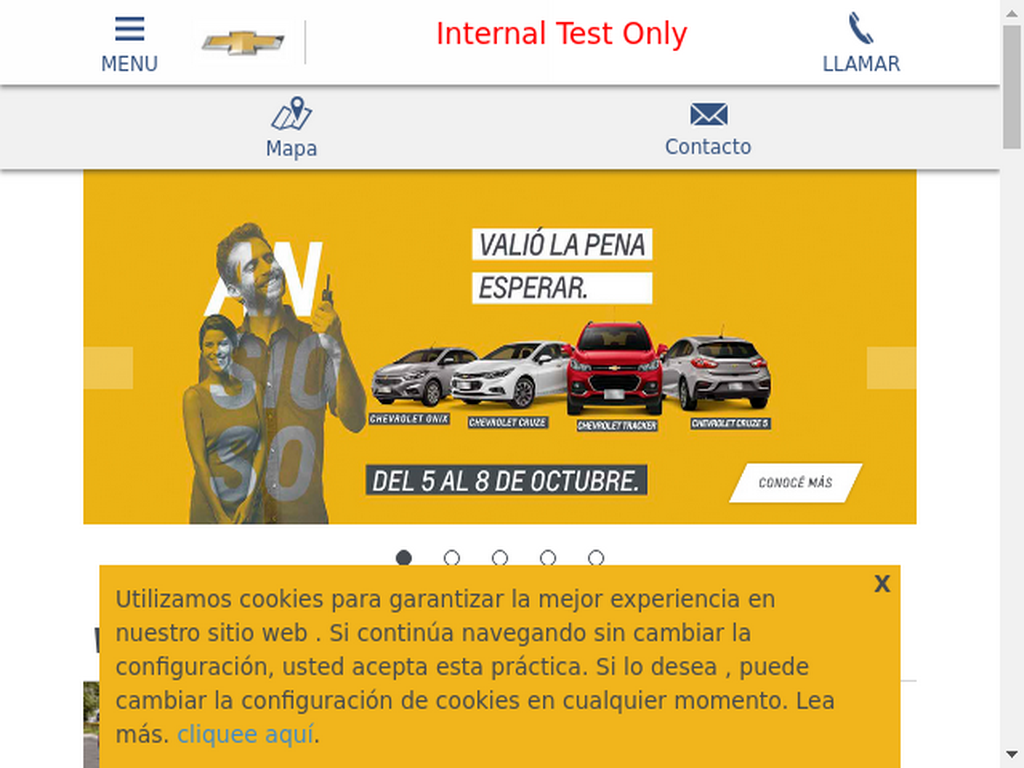 MENU
Internal Test Only
LLAMAR
Mapa
Contacto
AN
SIO
SO
VALIÓ LA PENA
ESPERAR.
CHEVROLET ONIX
CHEVROLET CRUZE
CHEVROLET TRACKER
CHEVROLET CRUZE 5
DEL 5 AL 8 DE OCTUBRE.
CONOCÉ MÁS
X
Utilizamos cookies para garantizar la mejor experiencia en
nuestro sitio web . Si continúa navegando sin cambiar la
configuración, usted acepta esta práctica. Si lo desea , puede
cambiar la configuración de cookies en cualquier momento. Lea
más. cliquee aquí.